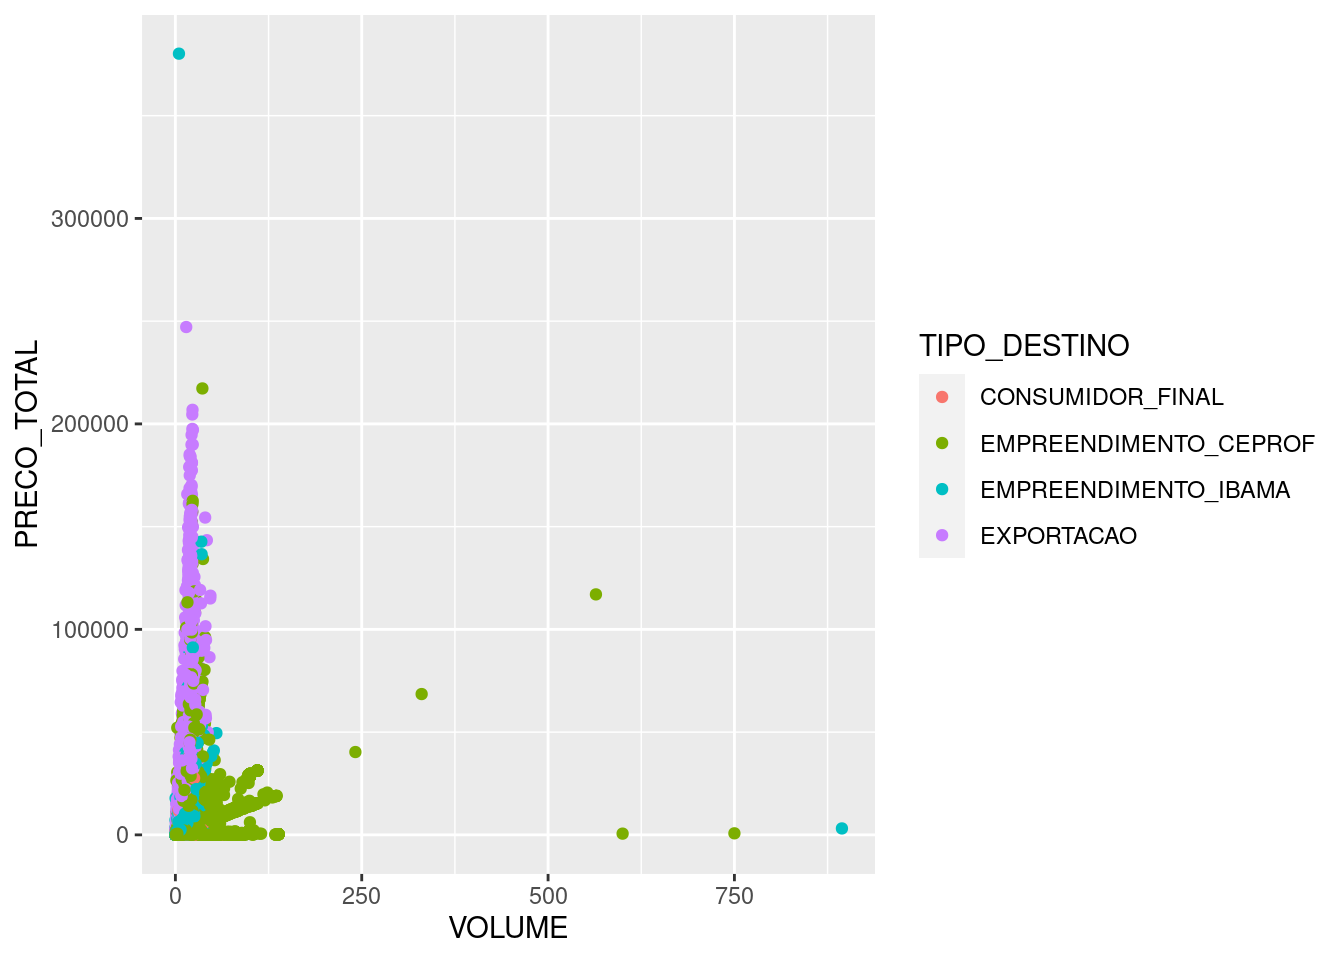 PRECO_TOTAL
300000
200000
100000
0
0
250
500
750
VOLUME
TIPO_DESTINO
CONSUMIDOR_FINAL
EMPREENDIMENTO_CEPROF
EMPREENDIMENTO_IBAMA
EXPORTACAO